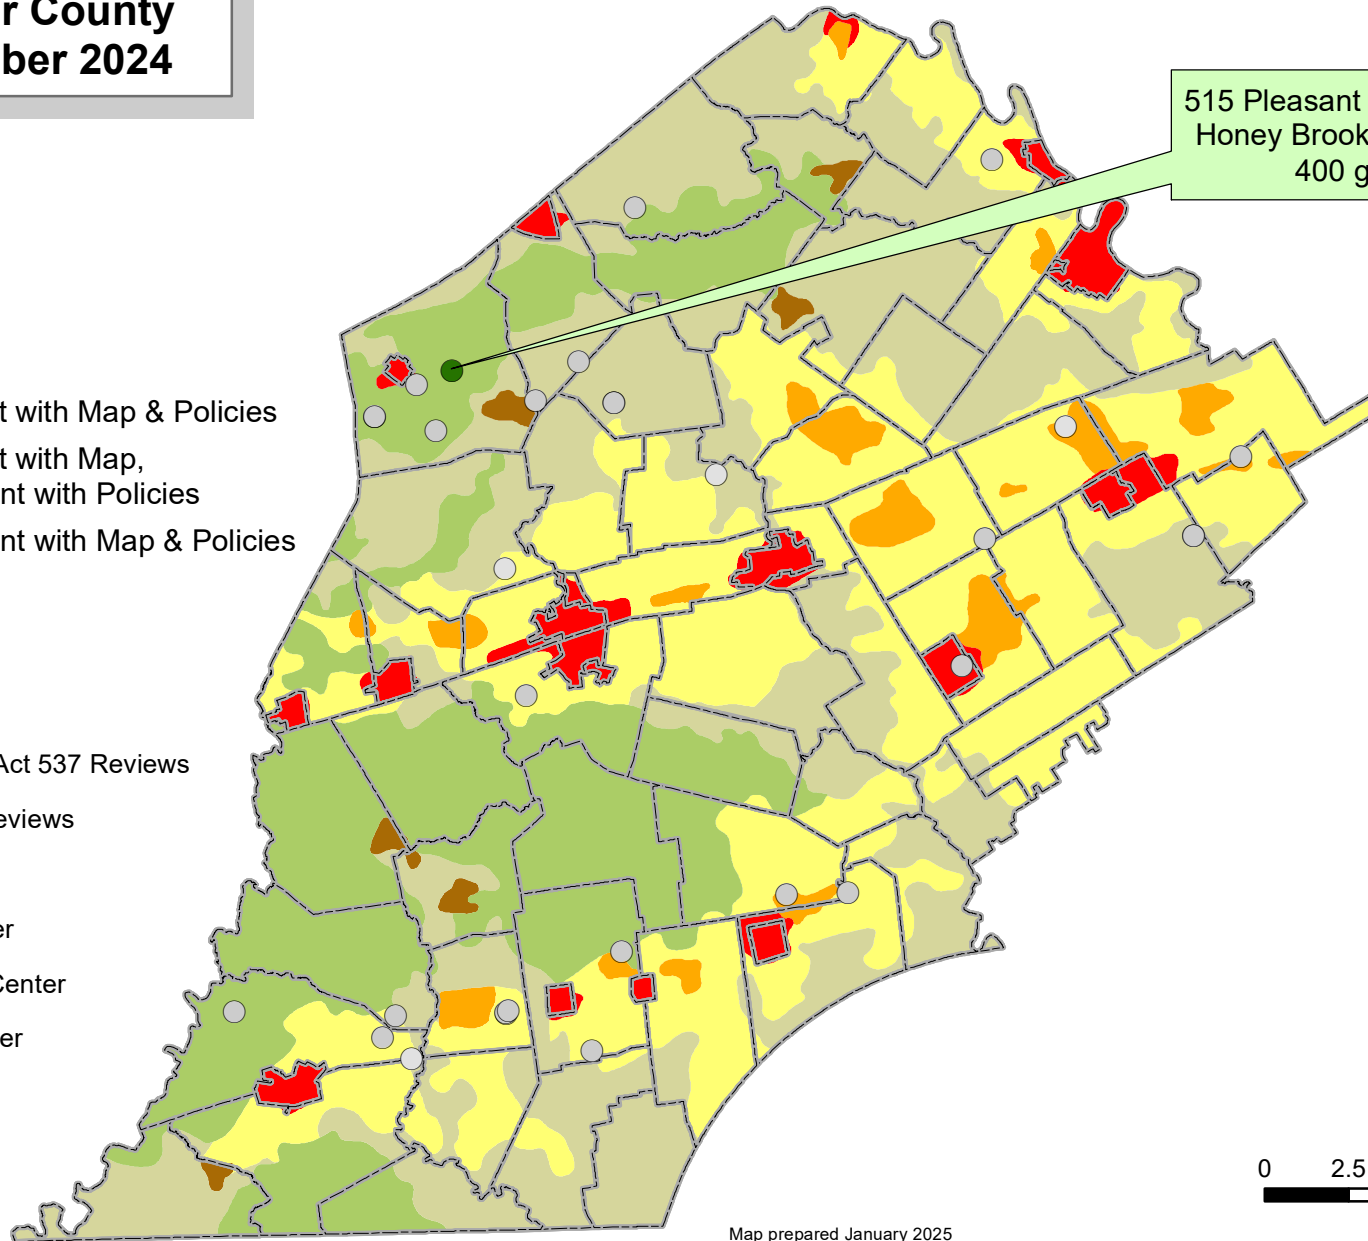 r County
ber 2024
515 Pleasant
Honey Brook
400 g
t with Map & Policies
t with Map,
nt with Policies
nt with Map & Policies
Act 537 Reviews
eviews
er
Center
er
0 2.5
Map prepared January 2025